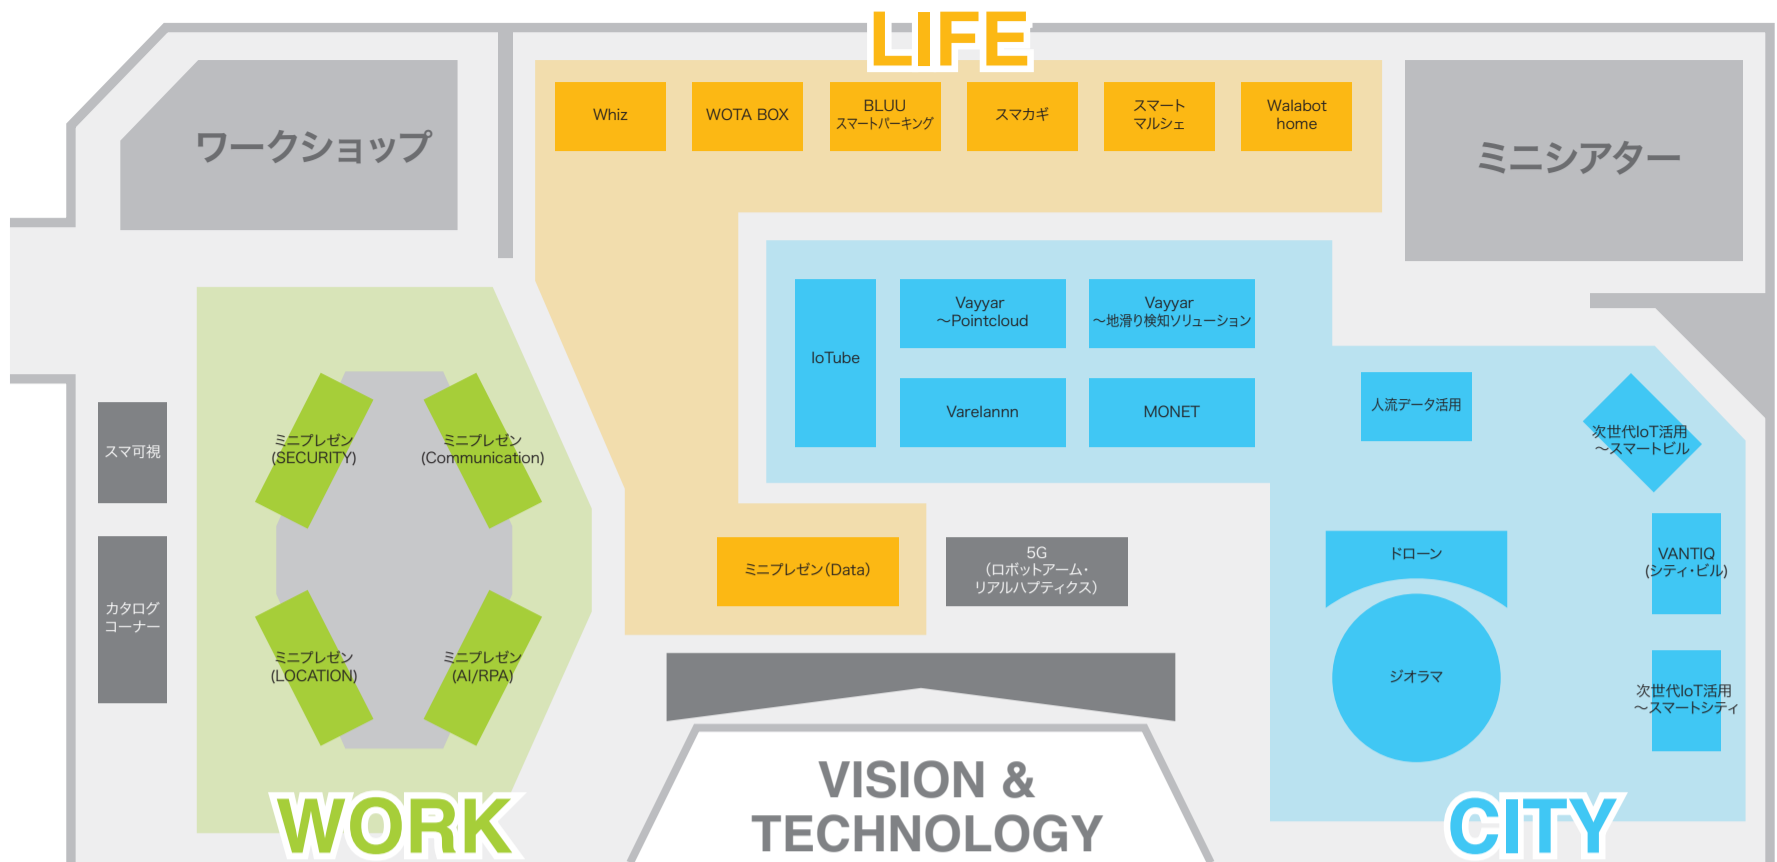 LIFE
ワークショップ
Whiz
WOTA BOX
BLUU
スマートパーキング
スマカギ
スマート
マルシェ
Walabot
home
ミニシアター
IoTube
Vayyar
～Pointcloud
Vayyar
～地滑り検知ソリューション
Varelannn
MONET
人流データ活用
次世代IoT活用
～スマートビル
スマ可視
ミニプレゼン
(SECURITY)
ミニプレゼン
(Communication)
カタログ
コーナー
ミニプレゼン
(LOCATION)
ミニプレゼン
(AI/RPA)
ミニプレゼン(Data)
5G
(ロボットアーム・
リアルハプティクス)
ドローン
VANTIQ
(シティ・ビル)
ジオラマ
次世代IoT活用
～スマートシティ
WORK
VISION &
TECHNOLOGY
CITY